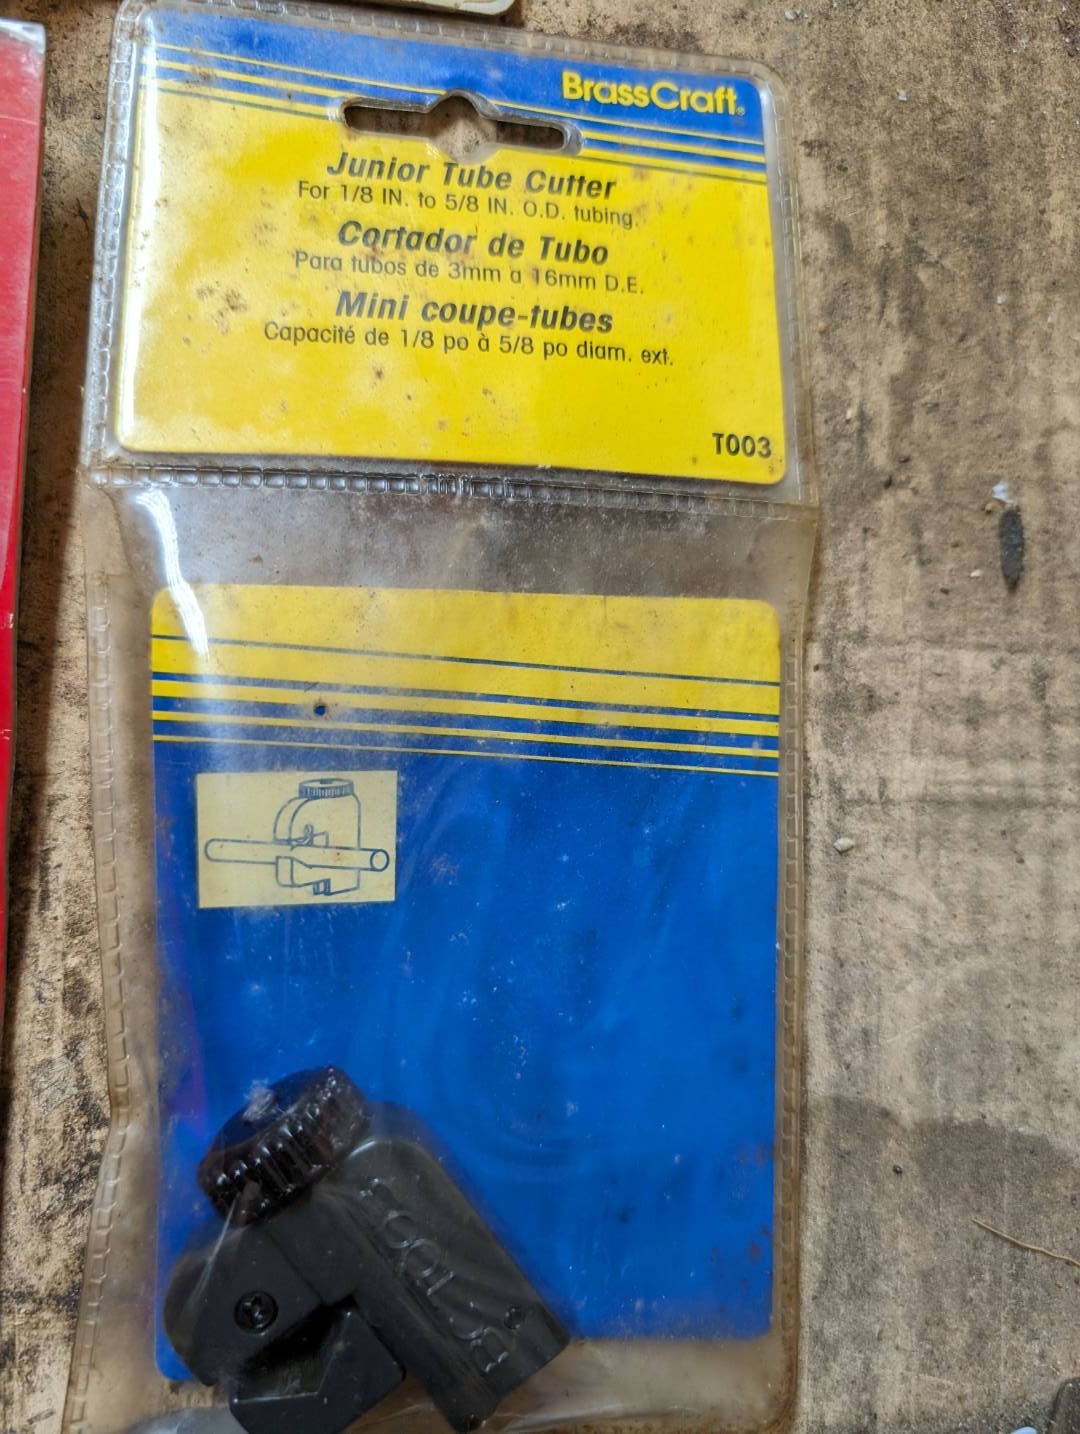 BrassCraft®
Junior Tube Cutter
For 1/8 IN. to 5/8 IN. O.D. tubing.
Cortador de Tubo
Para tubos de 3mm a 16mm D.E.
Mini coupe-tubes
Capacité de 1/8 po à 5/8 po diam. ext.
T003